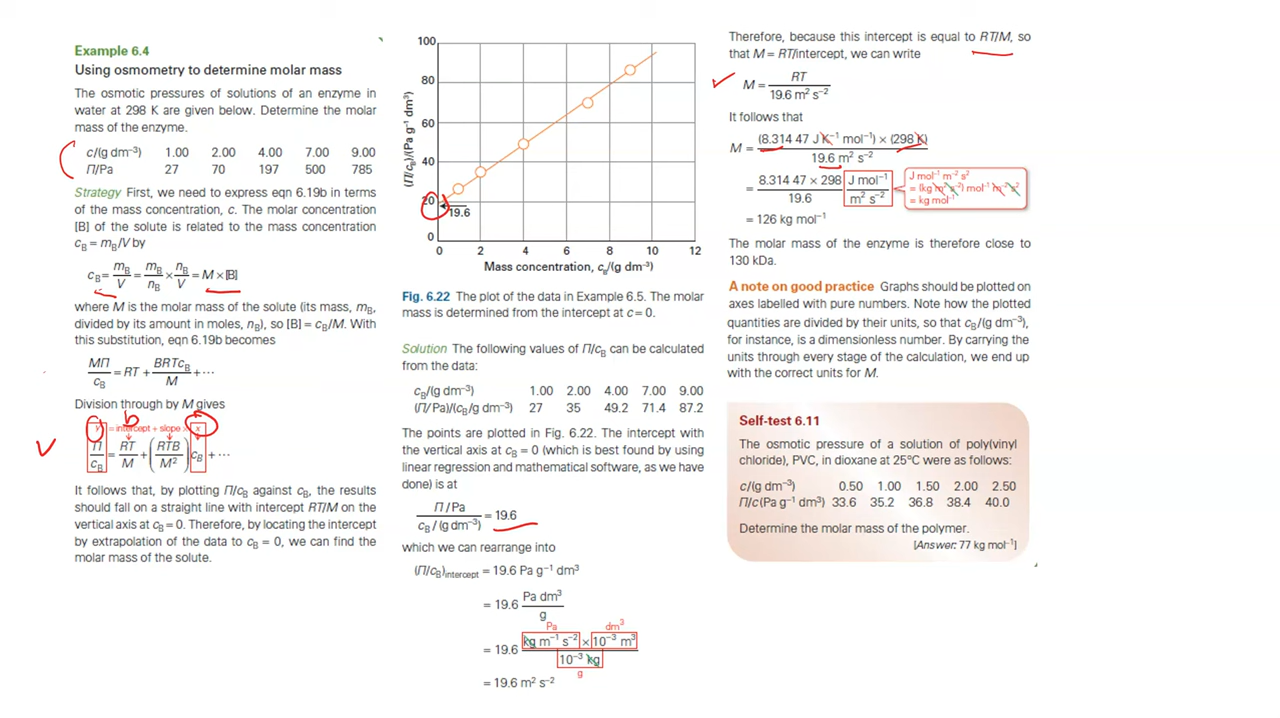 Example 6.4
Using osmometry to determine molar mass
The osmotic pressures of solutions of an enzyme in
water at 298 K are given below. Determine the molar
mass of the enzyme.
c/(g dm⁻³) 1.00 2.00 4.00 7.00 9.00
Π/Pa 27 70 197 500 785
Strategy First, we need to express eqn 6.19b in terms
of the mass concentration, c. The molar concentration
[B] of the solute is related to the mass concentration
c_B = m_B/V by
c_B = m_B/V = m_B/n_B × n_B/V = M × [B]
where M is the molar mass of the solute (its mass, m_B,
divided by its amount in moles, n_B), so [B] = c_B/M. With
this substitution, eqn 6.19b becomes
MΠ/c_B = RT + BRTc_B/M + ···
Division through by M gives
y = intercept + slope × x
b
Π/c_B = RT/M + (RTB/M²) c_B + ···
It follows that, by plotting Π/c_B against c_B, the results
should fall on a straight line with intercept RT/M on the
vertical axis at c_B = 0. Therefore, by locating the intercept
by extrapolation of the data to c_B = 0, we can find the
molar mass of the solute.
100
80
60
40
20
0
(Π/c_B)/(Pa g⁻¹ dm³)
19.6
0 2 4 6 8 10 12
Mass concentration, c_B/(g dm⁻³)
Fig. 6.22 The plot of the data in Example 6.5. The molar
mass is determined from the intercept at c = 0.
Solution The following values of Π/c_B can be calculated
from the data:
c_B/(g dm⁻³) 1.00 2.00 4.00 7.00 9.00
(Π/Pa)/(c_B/g dm⁻³) 27 35 49.2 71.4 87.2
The points are plotted in Fig. 6.22. The intercept with
the vertical axis at c_B = 0 (which is best found by using
linear regression and mathematical software, as we have
done) is at
Π/Pa / c_B/(g dm⁻³) = 19.6
which we can rearrange into
(Π/c_B)intercept = 19.6 Pa g⁻¹ dm³
= 19.6 Pa dm³/g
Pa dm³
= 19.6 kg m⁻¹ s⁻² × 10⁻³ m³ / 10⁻³ kg
g
= 19.6 m² s⁻²
Therefore, because this intercept is equal to RT/M, so
that M = RT/intercept, we can write
M = RT / 19.6 m² s⁻²
It follows that
M = (8.314 47 J K⁻¹ mol⁻¹) × (298 K) / 19.6 m² s⁻²
= 8.314 47 × 298 / 19.6 J mol⁻¹ / m² s⁻²
J mol⁻¹ m⁻² s²
= (kg m² s⁻²) mol⁻¹ m⁻² s²
= kg mol⁻¹
= 126 kg mol⁻¹
The molar mass of the enzyme is therefore close to
130 kDa.
A note on good practice Graphs should be plotted on
axes labelled with pure numbers. Note how the plotted
quantities are divided by their units, so that c_B/(g dm⁻³),
for instance, is a dimensionless number. By carrying the
units through every stage of the calculation, we end up
with the correct units for M.
Self-test 6.11
The osmotic pressure of a solution of poly(vinyl
chloride), PVC, in dioxane at 25°C were as follows:
c/(g dm⁻³) 0.50 1.00 1.50 2.00 2.50
Π/c(Pa g⁻¹ dm³) 33.6 35.2 36.8 38.4 40.0
Determine the molar mass of the polymer.
[Answer: 77 kg mol⁻¹]